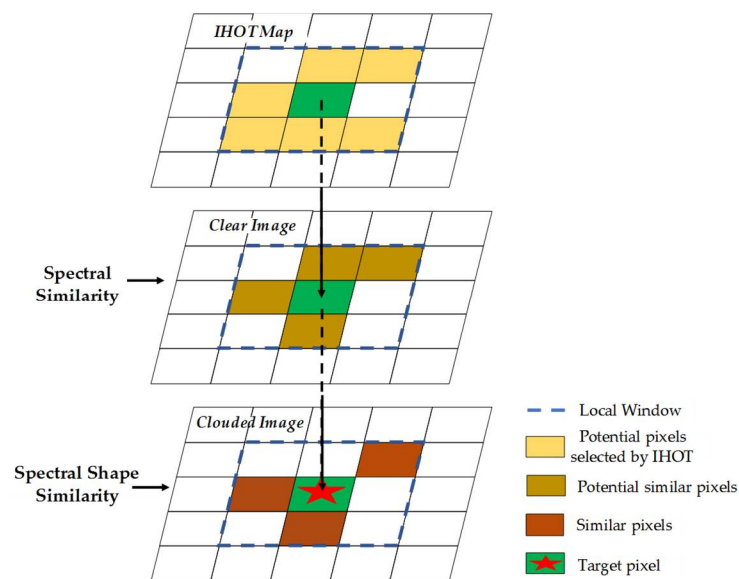 IHOT Map
Clear Image
Spectral
Similarity
Clouded Image
Spectral Shape
Similarity
Local Window
Potential pixels
selected by IHOT
Potential similar pixels
Similar pixels
Target pixel